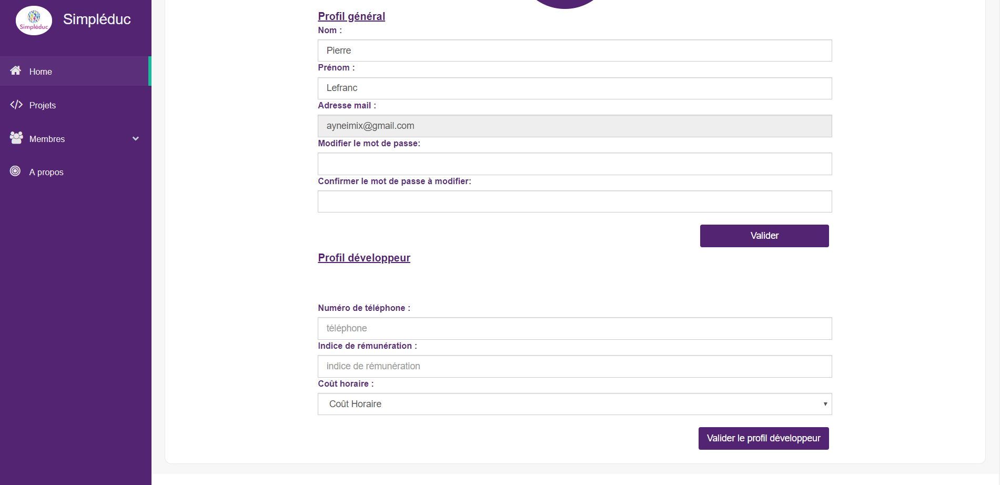 Simpléduc
Simpléduc
Home
Projets
Membres
A propos
Profil général
Nom :
Pierre
Prénom :
Lefranc
Adresse mail :
ayneimix@gmail.com
Modifier le mot de passe:
Confirmer le mot de passe à modifier:
Valider
Profil développeur
Numéro de téléphone :
téléphone
Indice de rémunération :
indice de rémunération
Coût horaire :
Coût Horaire
Valider le profil développeur